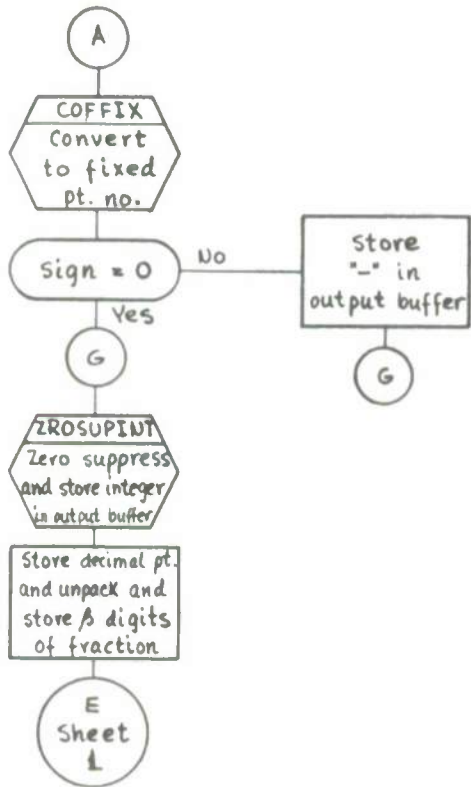 A
COFFIX
Convert
to fixed
pt. no.
Sign = 0
No
Store
"-" in
output buffer
Yes
G
G
ZROSUPINT
Zero suppress
and store integer
in output buffer
Store decimal pt.
and unpack and
store β digits
of fraction
E
Sheet
1